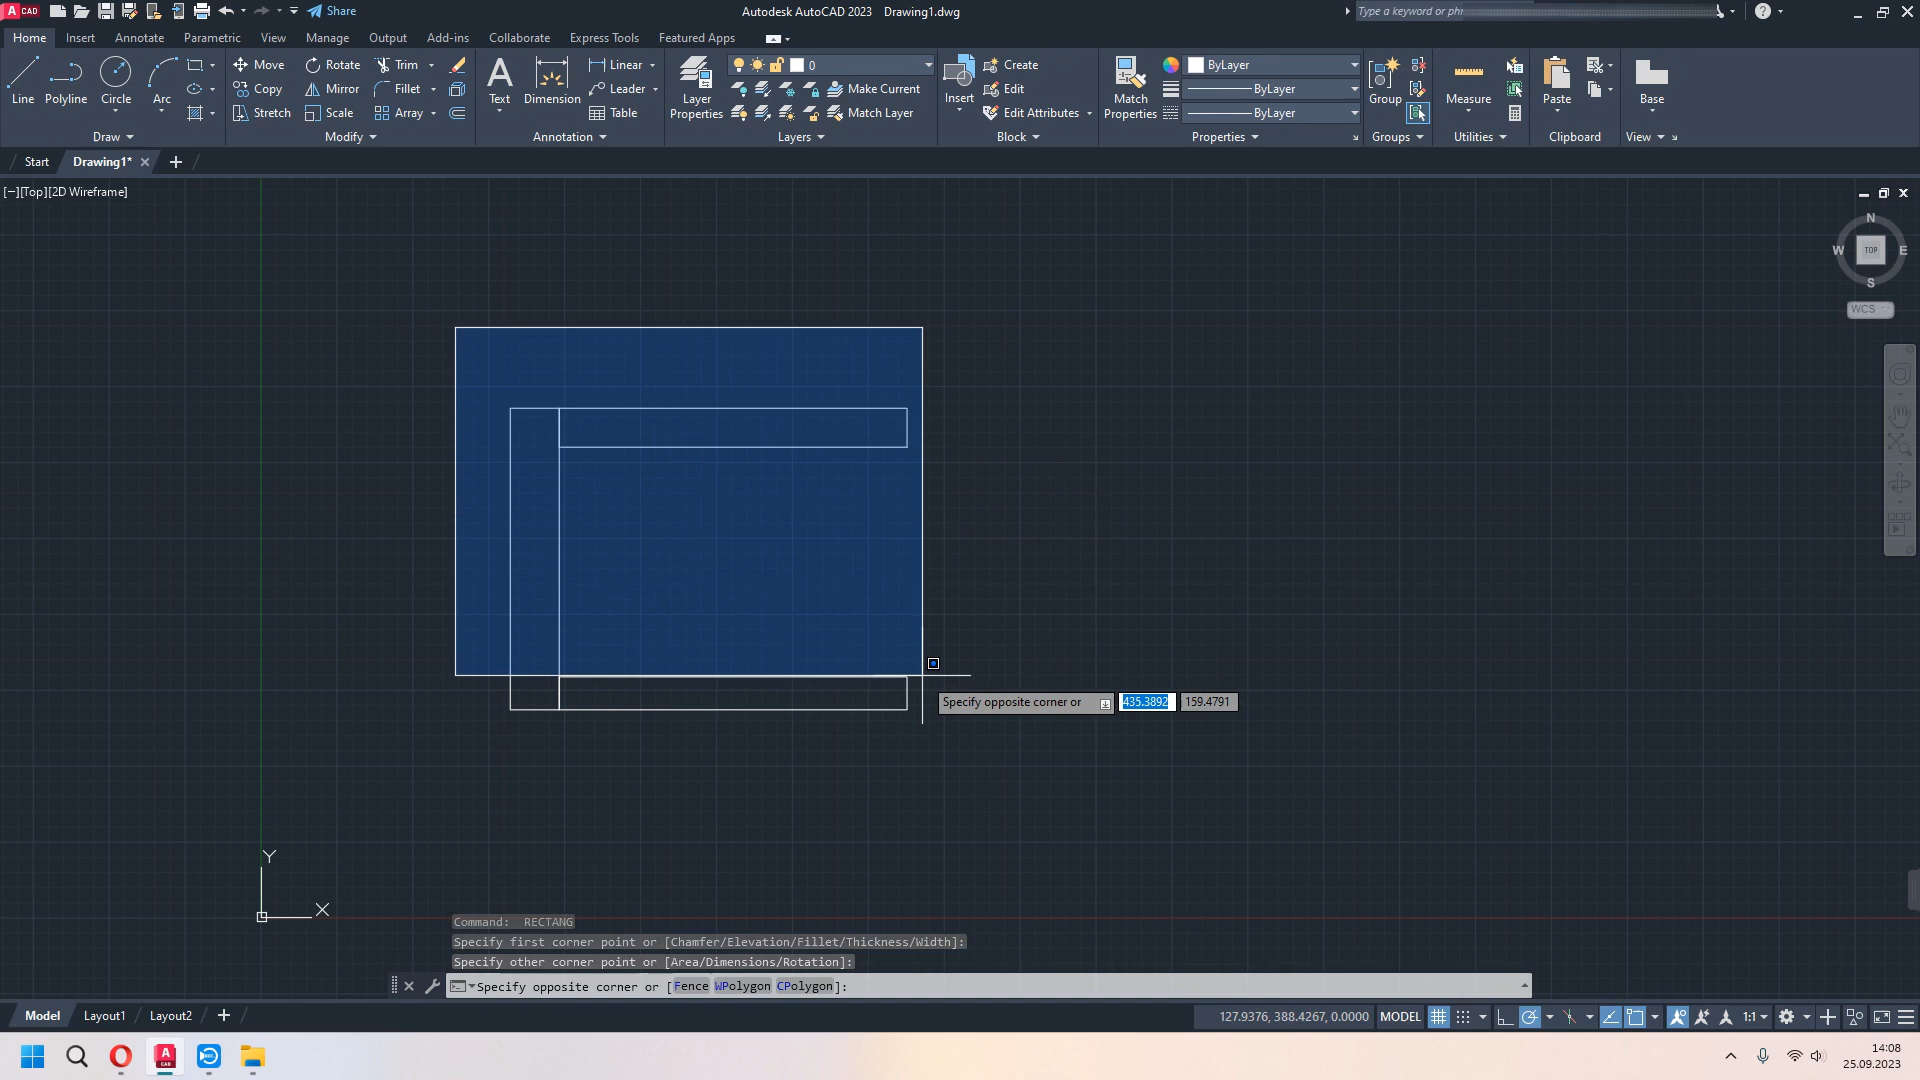 A CAD
Share
Autodesk AutoCAD 2023 Drawing1.dwg
Type a keyword or phr
Home Insert Annotate Parametric View Manage Output Add-ins Collaborate Express Tools Featured Apps
Line
Polyline
Circle
Arc
Draw
Move
Rotate
Trim
Copy
Mirror
Fillet
Stretch
Scale
Array
Modify
Text
Dimension
Linear
Leader
Table
Annotation
Layer
Properties
0
Make Current
Match Layer
Layers
Insert
Create
Edit
Edit Attributes
Block
Match
Properties
ByLayer
ByLayer
ByLayer
Properties
Group
Groups
Measure
Utilities
Paste
Clipboard
Base
View
Start
Drawing1*
[−][Top][2D Wireframe]
N
W
TOP
E
S
WCS
Specify opposite corner or 435.3892 159.4791
Y
X
Command: RECTANG
Specify first corner point or [Chamfer/Elevation/Fillet/Thickness/Width]:
Specify other corner point or [Area/Dimensions/Rotation]:
Specify opposite corner or [Fence WPolygon CPolygon]:
Model Layout1 Layout2
127.9376, 388.4267, 0.0000 MODEL 1:1
14:08
25.09.2023